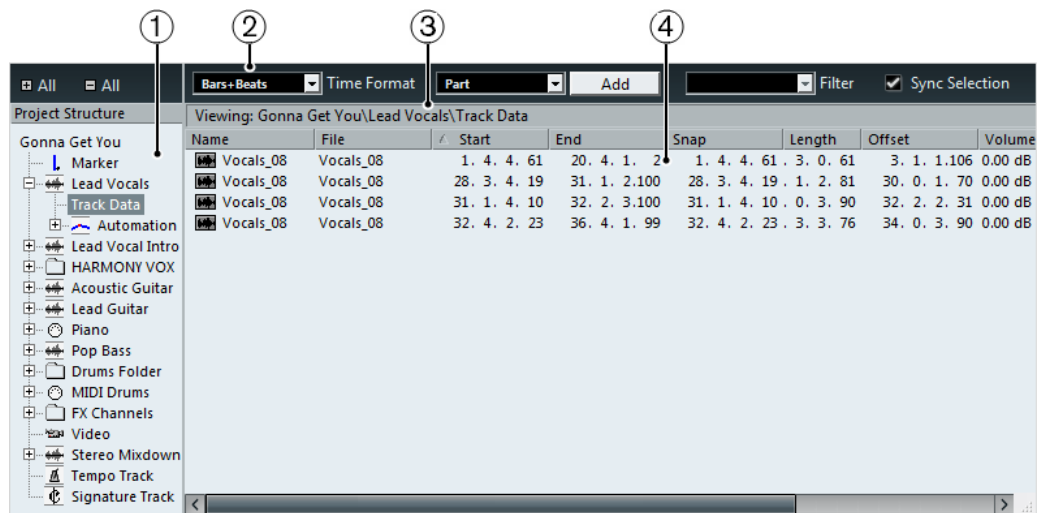 1 2 3 4
All All Bars+Beats Time Format Part Add Filter Sync Selection
Project Structure Viewing: Gonna Get You\Lead Vocals\Track Data
Name File Start End Snap Length Offset Volume
Gonna Get You
Marker
Lead Vocals
Track Data
Automation
Lead Vocal Intro
HARMONY VOX
Acoustic Guitar
Lead Guitar
Piano
Pop Bass
Drums Folder
MIDI Drums
FX Channels
Video
Stereo Mixdown
Tempo Track
Signature Track
Vocals_08 Vocals_08 1. 4. 4. 61 20. 4. 1. 2 1. 4. 4. 61 . 3. 0. 61 3. 1. 1.106 0.00 dB
Vocals_08 Vocals_08 28. 3. 4. 19 31. 1. 2.100 28. 3. 4. 19 . 1. 2. 81 30. 0. 1. 70 0.00 dB
Vocals_08 Vocals_08 31. 1. 4. 10 32. 2. 3.100 31. 1. 4. 10 . 0. 3. 90 32. 2. 2. 31 0.00 dB
Vocals_08 Vocals_08 32. 4. 2. 23 36. 4. 1. 99 32. 4. 2. 23 . 3. 3. 76 34. 0. 3. 90 0.00 dB